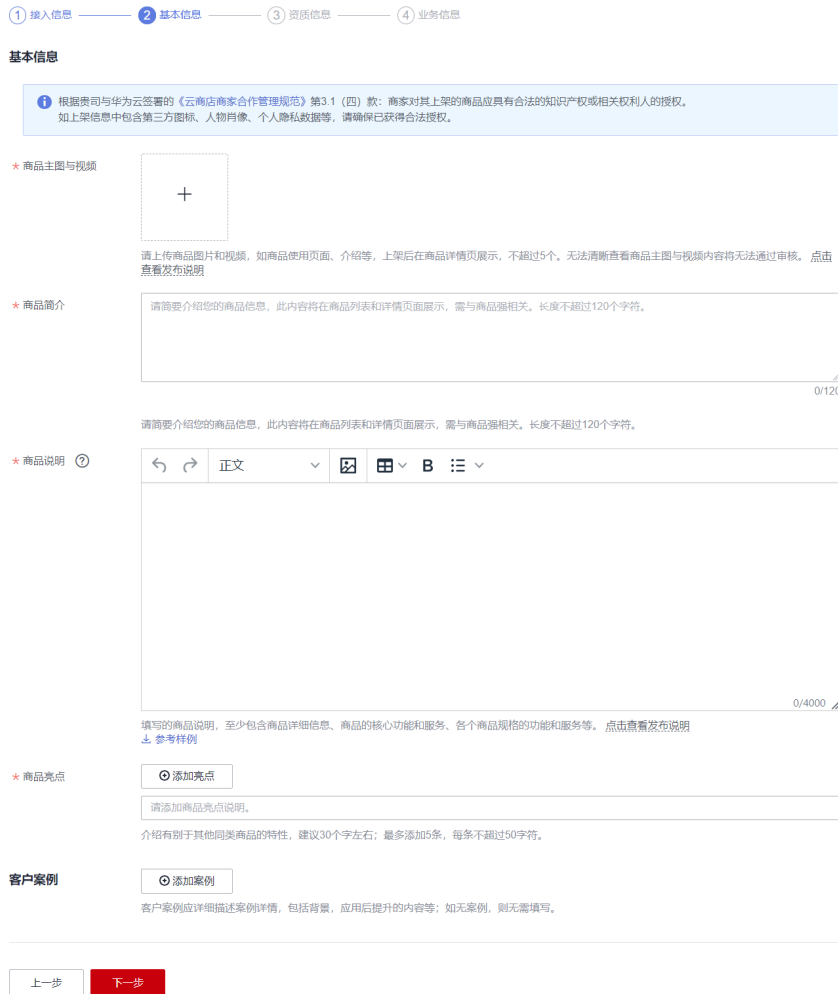 1 接入信息 2 基本信息 3 资质信息 4 业务信息
基本信息
根据贵司与华为云签署的《云商店商家合作管理规范》第3.1（四）款：商家对其上架的商品应具有合法的知识产权或相关权利人的授权。
如上架信息中包含第三方图标、人物肖像、个人隐私数据等，请确保已获得合法授权。
* 商品主图与视频
请上传商品图片和视频，如商品使用页面、介绍等，上架后在商品详情页展示，不超过5个。无法清晰查看商品主图与视频内容将无法通过审核。 点击
查看发布说明
* 商品简介
请简要介绍您的商品信息，此内容将在商品列表和详情页面展示，需与商品强相关。长度不超过120个字符。
0/120
请简要介绍您的商品信息，此内容将在商品列表和详情页面展示，需与商品强相关。长度不超过120个字符。
* 商品说明 ?
正文 B
0/4000
填写的商品说明，至少包含商品详细信息、商品的核心功能和服务、各个商品规格的功能和服务等。 点击查看发布说明
参考样例
* 商品亮点
添加亮点
请添加商品亮点说明。
介绍有别于其他同类商品的特性，建议30个字左右；最多添加5条，每条不超过50字符。
客户案例
添加案例
客户案例应详细描述案例详情，包括背景，应用后提升的内容等；如无案例，则无需填写。
上一步 下一步